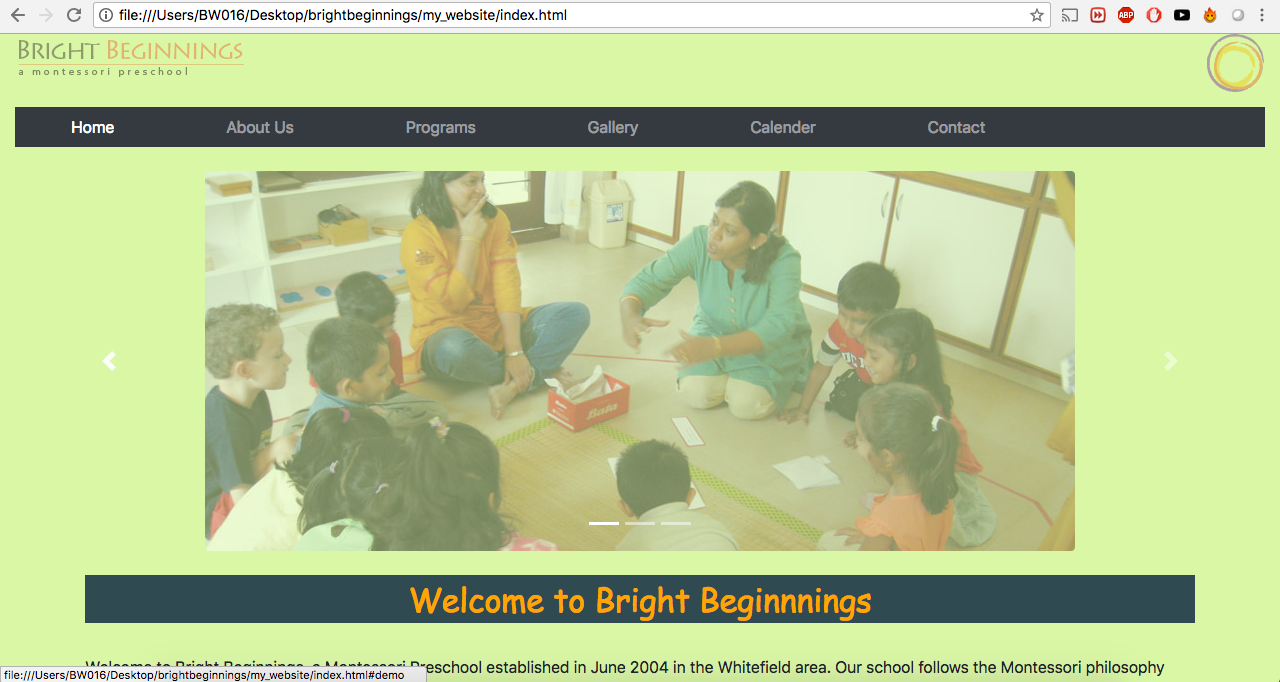 file:///Users/BW016/Desktop/brightbeginnings/my_website/index.html
ABP
BRIGHT BEGINNINGS
a montessori preschool
Home About Us Programs Gallery Calender Contact
Bata
Welcome to Bright Beginnnings
Welcome to Bright Beginnings, a Montessori Preschool established in June 2004 in the Whitefield area. Our school follows the Montessori philosophy
file:///Users/BW016/Desktop/brightbeginnings/my_website/index.html#demo